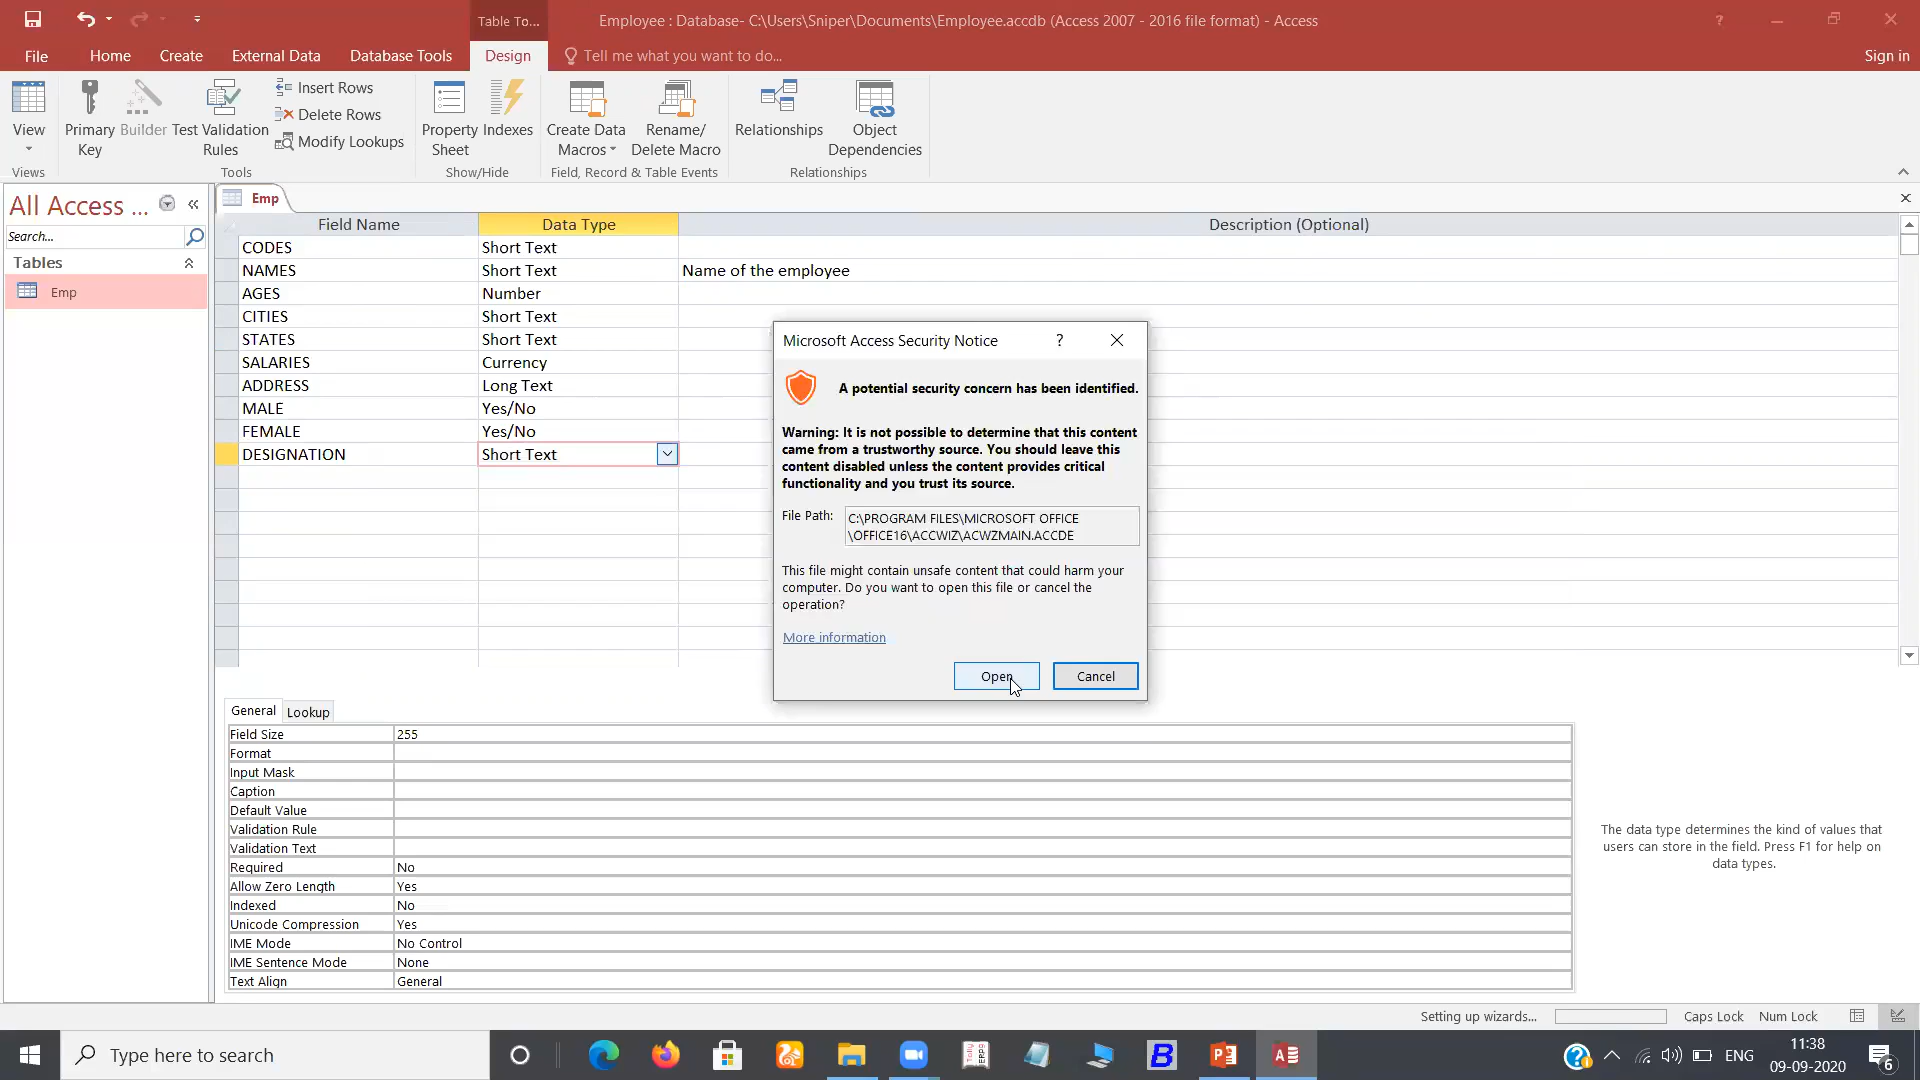 Table To...
Employee : Database- C:\Users\Sniper\Documents\Employee.accdb (Access 2007 - 2016 file format) - Access
?
File
Home
Create
External Data
Database Tools
Design
Tell me what you want to do...
Sign in
View
Primary Key
Builder
Test Validation Rules
Insert Rows
Delete Rows
Modify Lookups
Property Sheet
Indexes
Create Data Macros
Rename/ Delete Macro
Relationships
Object Dependencies
Views
Tools
Show/Hide
Field, Record & Table Events
Relationships
All Access ...
Search...
Tables
Emp
Emp
Field Name Data Type Description (Optional)
CODES Short Text
NAMES Short Text Name of the employee
AGES Number
CITIES Short Text
STATES Short Text
SALARIES Currency
ADDRESS Long Text
MALE Yes/No
FEMALE Yes/No
DESIGNATION Short Text
Microsoft Access Security Notice ?
A potential security concern has been identified.
Warning: It is not possible to determine that this content
came from a trustworthy source. You should leave this
content disabled unless the content provides critical
functionality and you trust its source.
File Path: C:\PROGRAM FILES\MICROSOFT OFFICE
\OFFICE16\ACCWIZ\ACWZMAIN.ACCDE
This file might contain unsafe content that could harm your
computer. Do you want to open this file or cancel the
operation?
More information
Open Cancel
General Lookup
Field Size 255
Format
Input Mask
Caption
Default Value
Validation Rule
Validation Text
Required No
Allow Zero Length Yes
Indexed No
Unicode Compression Yes
IME Mode No Control
IME Sentence Mode None
Text Align General
The data type determines the kind of values that
users can store in the field. Press F1 for help on
data types.
Setting up wizards...
Caps Lock Num Lock
Type here to search
Tally ERP
B
ENG
11:38
09-09-2020
6